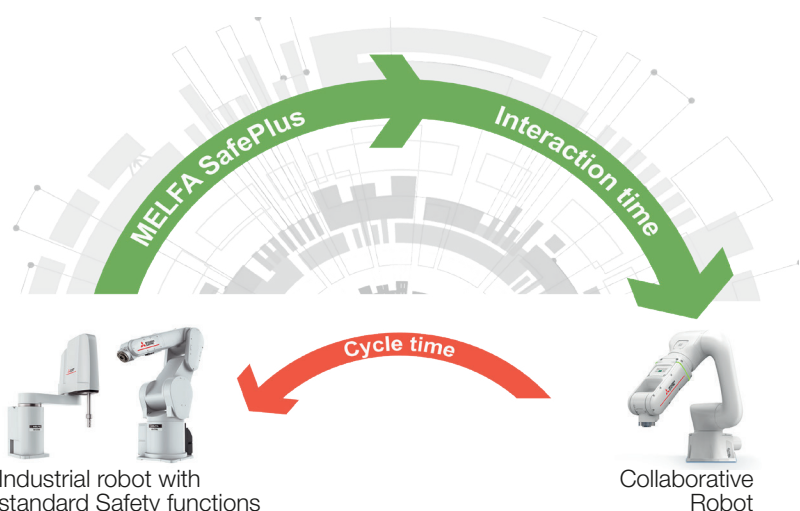 MELFA SafePlus
Interaction time
Cycle time
Industrial robot with
standard Safety functions
Collaborative
Robot